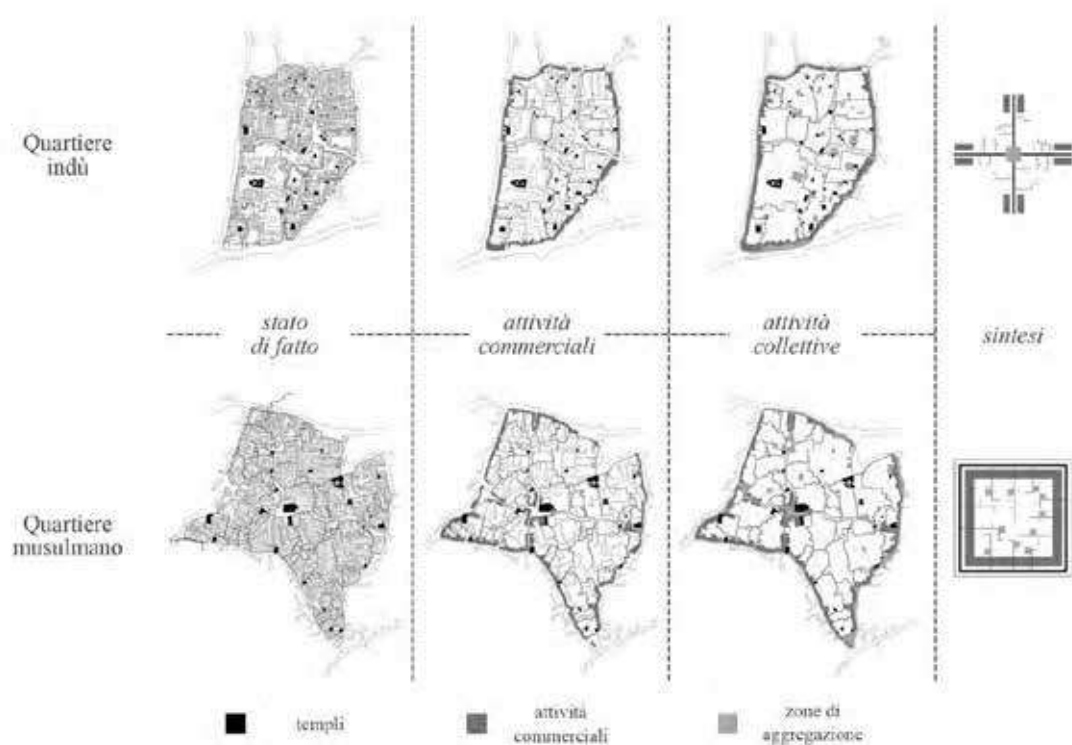 Quartiere
indù
stato
di fatto
attività
commerciali
attività
collettive
sintesi
Quartiere
musulmano
templi
attività
commerciali
zone di
aggregazione